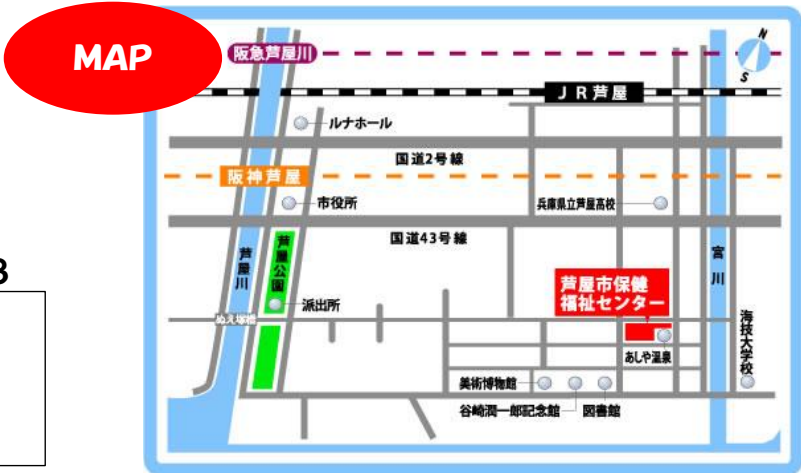 MAP
阪急芦屋川
N
S
JR芦屋
ルナホール
国道2号線
阪神芦屋
市役所
兵庫県立芦屋高校
国道43号線
芦屋川
芦屋公園
宮川
芦屋市保健
福祉センター
派出所
ぬえ塚橋
海技大学校
あしや温泉
美術博物館
谷崎潤一郎記念館
図書館